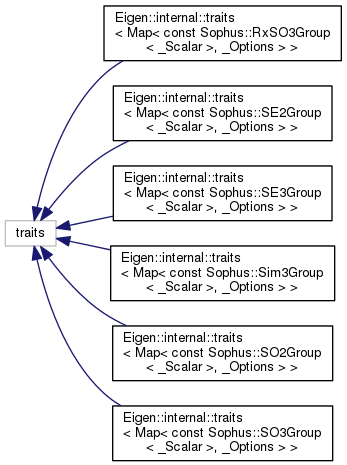 Eigen::internal::traits
< Map< const Sophus::RxSO3Group
< _Scalar >, _Options > >
Eigen::internal::traits
< Map< const Sophus::SE2Group
< _Scalar >, _Options > >
Eigen::internal::traits
< Map< const Sophus::SE3Group
< _Scalar >, _Options > >
traits
Eigen::internal::traits
< Map< const Sophus::Sim3Group
< _Scalar >, _Options > >
Eigen::internal::traits
< Map< const Sophus::SO2Group
< _Scalar >, _Options > >
Eigen::internal::traits
< Map< const Sophus::SO3Group
< _Scalar >, _Options > >